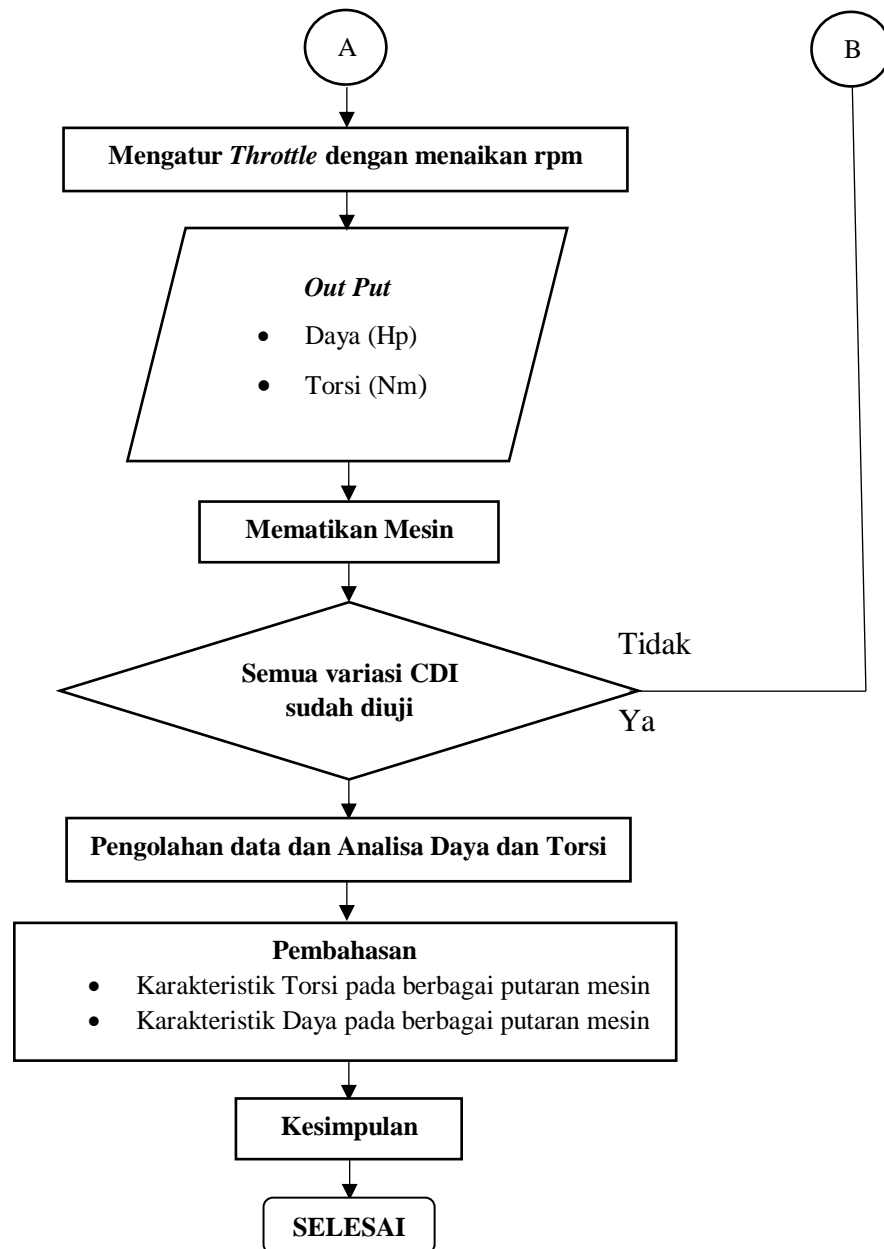 A
B
Mengatur Throttle dengan menaikan rpm
Out Put
• Daya (Hp)
• Torsi (Nm)
Mematikan Mesin
Tidak
Semua variasi CDI
sudah diuji
Ya
Pengolahan data dan Analisa Daya dan Torsi
Pembahasan
• Karakteristik Torsi pada berbagai putaran mesin
• Karakteristik Daya pada berbagai putaran mesin
Kesimpulan
SELESAI